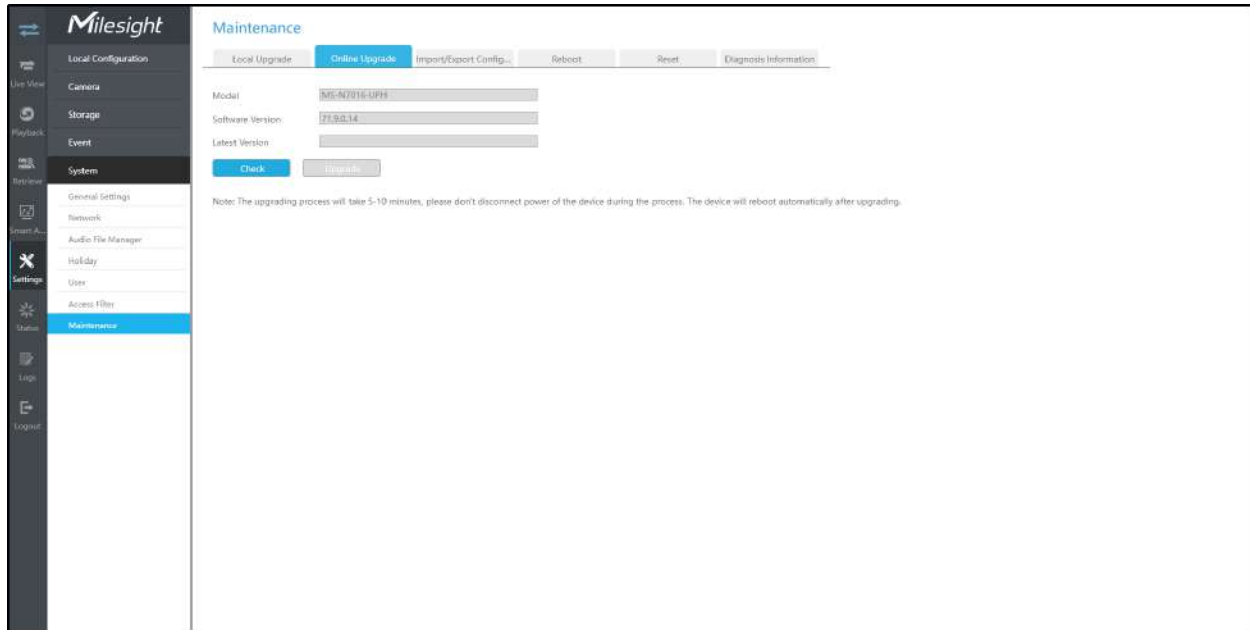 Milesight
Live View
Playback
Retrieve
Smart A...
Settings
Status
Logs
Logout
Local Configuration
Camera
Storage
Event
System
General Settings
Network
Audio File Manager
Holiday
User
Access Filter
Maintenance
Maintenance
Local Upgrade Online Upgrade Import/Export Config... Reboot Reset Diagnosis Information
Model MS-N7016-UPH
Software Version 71.9.0.14
Latest Version
Check Upgrade
Note: The upgrading process will take 5-10 minutes, please don't disconnect power of the device during the process. The device will reboot automatically after upgrading.